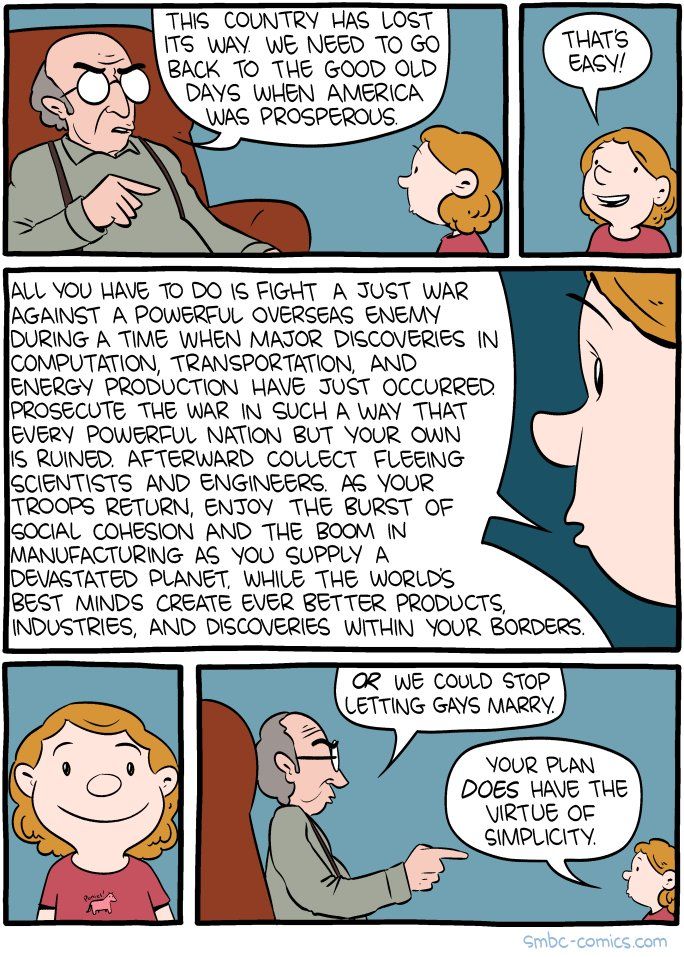 THIS COUNTRY HAS LOST
ITS WAY. WE NEED TO GO
BACK TO THE GOOD OLD
DAYS WHEN AMERICA
WAS PROSPEROUS.
THAT'S
EASY!
ALL YOU HAVE TO DO IS FIGHT A JUST WAR
AGAINST A POWERFUL OVERSEAS ENEMY
DURING A TIME WHEN MAJOR DISCOVERIES IN
COMPUTATION, TRANSPORTATION, AND
ENERGY PRODUCTION HAVE JUST OCCURRED.
PROSECUTE THE WAR IN SUCH A WAY THAT
EVERY POWERFUL NATION BUT YOUR OWN
IS RUINED. AFTERWARD COLLECT FLEEING
SCIENTISTS AND ENGINEERS. AS YOUR
TROOPS RETURN, ENJOY THE BURST OF
SOCIAL COHESION AND THE BOOM IN
MANUFACTURING AS YOU SUPPLY A
DEVASTATED PLANET, WHILE THE WORLD'S
BEST MINDS CREATE EVER BETTER PRODUCTS,
INDUSTRIES, AND DISCOVERIES WITHIN YOUR BORDERS.
Ponies!
OR WE COULD STOP
LETTING GAYS MARRY.
YOUR PLAN
DOES HAVE THE
VIRTUE OF
SIMPLICITY.
smbc-comics.com